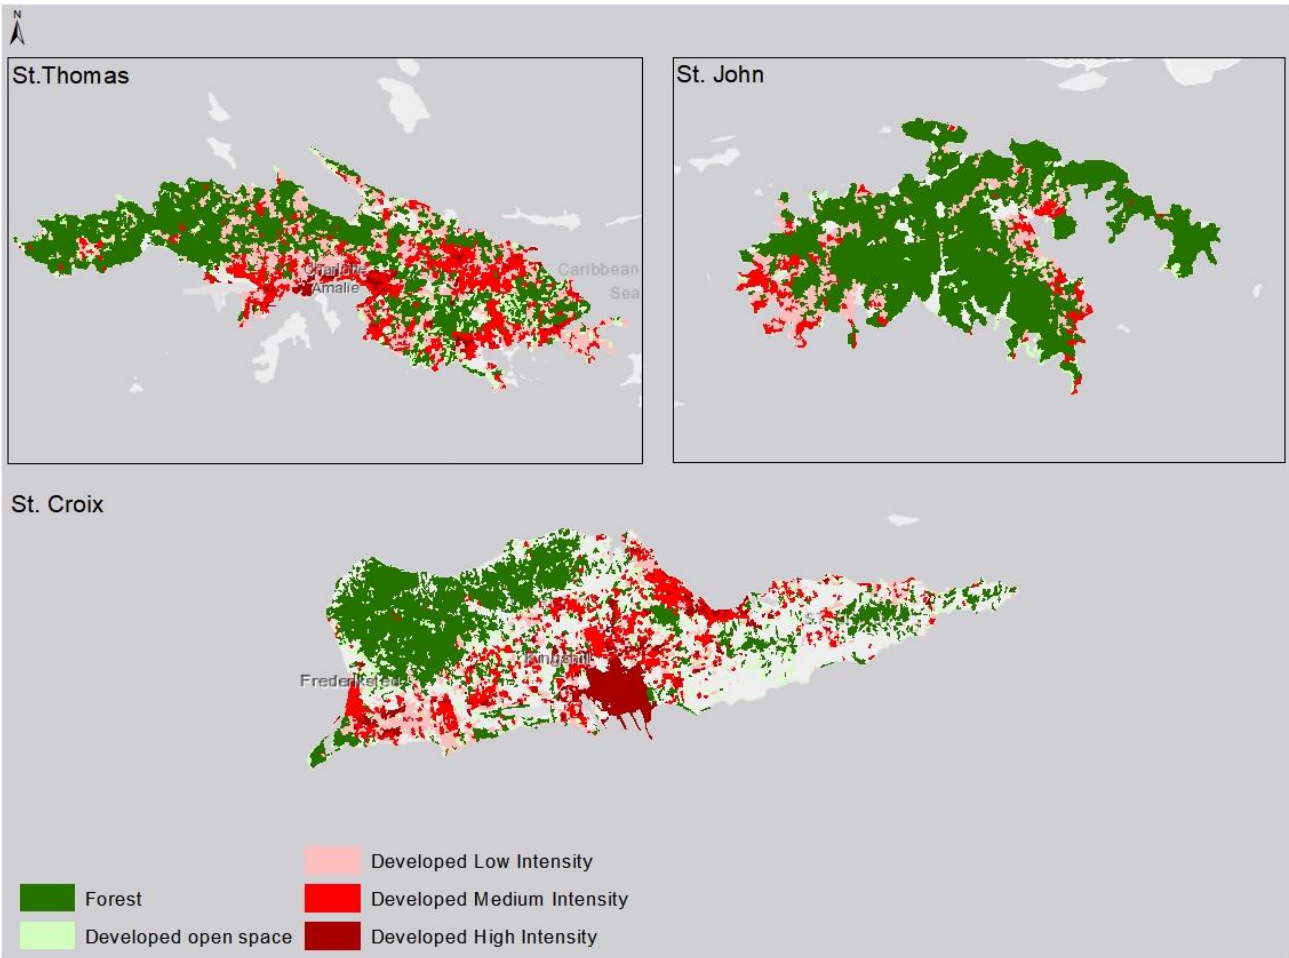 N
St.Thomas
St. John
Charlotte
Amalie
Caribbean
Sea
St. Croix
Kingshill
Frederiksted
Developed Low Intensity
Forest
Developed Medium Intensity
Developed open space
Developed High Intensity